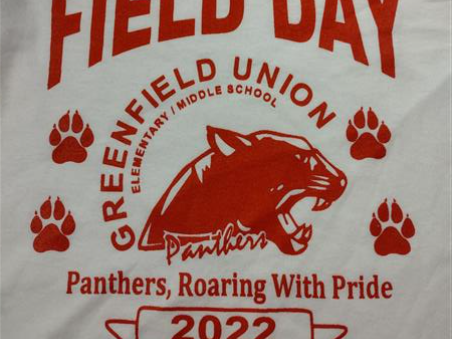 FIELD DAY
GREENFIELD UNION
ELEMENTARY / MIDDLE SCHOOL
Panthers
Panthers, Roaring With Pride
2022